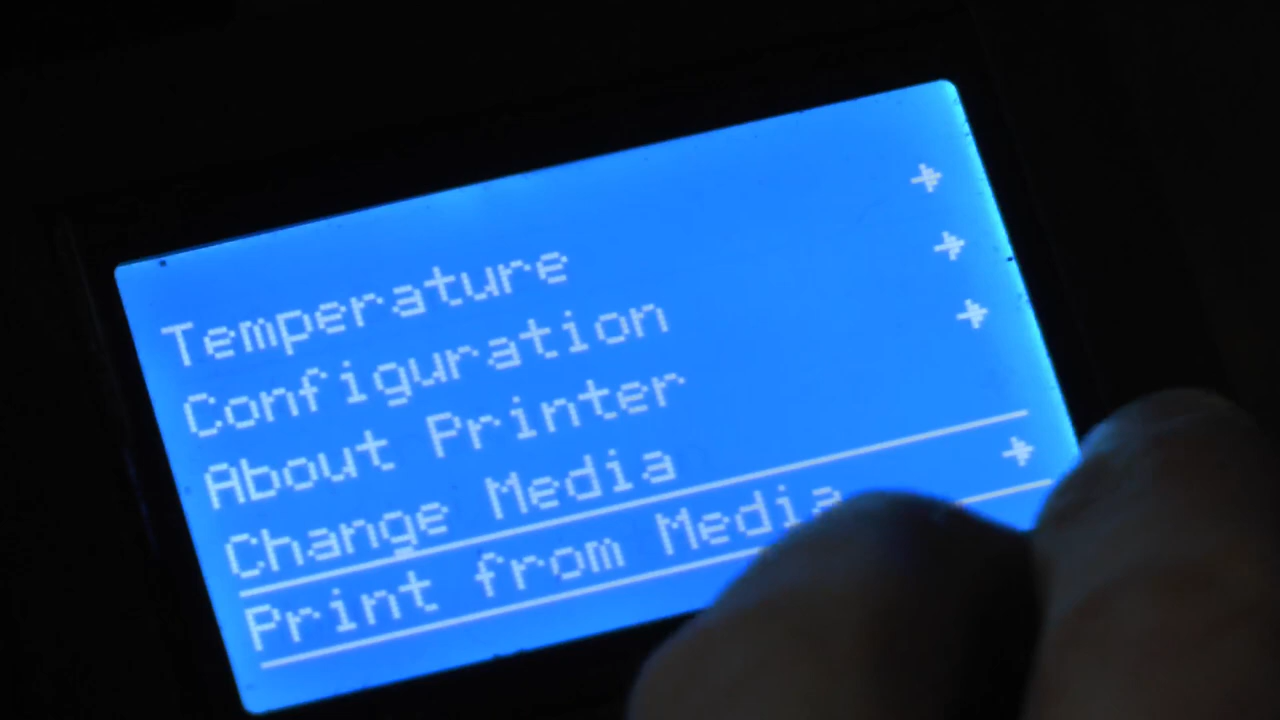 Temperature
Configuration
About Printer
Change Media
Print from Media